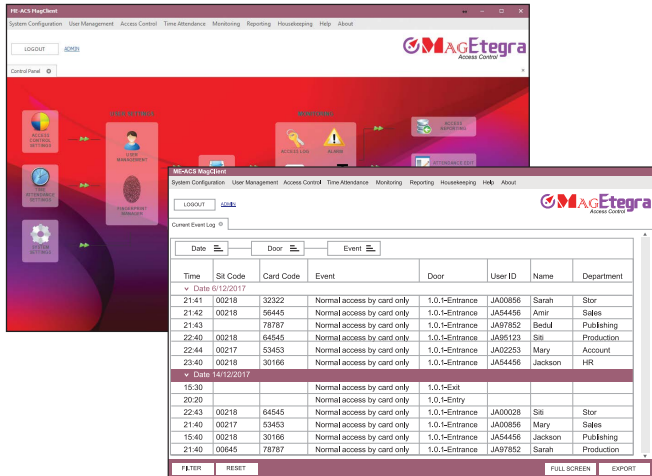 ME-ACS MagClient
System Configuration User Management Access Control Time Attendance Monitoring Reporting Housekeeping Help About
LOGOUT ADMIN
MAGEtegra
Access Control
Control Panel
ACCESS CONTROL SETTINGS
USER MANAGEMENT
ACCESS LOG
ALARM
ACCESS REPORTING
TIME ATTENDANCE SETTINGS
FINGERPRINT MANAGER
ATTENDANCE EDIT
SYSTEM SETTINGS
ME-ACS MagClient
System Configuration User Management Access Control Time Attendance Monitoring Reporting Housekeeping Help About
LOGOUT ADMIN
MAGEtegra
Access Control
Current Event Log
Date Door Event
Time Sit Code Card Code Event Door User ID Name Department
Date 6/12/2017
21:41 00218 32322 Normal access by card only 1.0.1-Entrance JA00856 Sarah Stor
21:42 00218 56445 Normal access by card only 1.0.1-Entrance JA54456 Amir Sales
21:43 78787 Normal access by card only 1.0.1-Entrance JA97852 Bedul Publishing
22:40 00218 64545 Normal access by card only 1.0.1-Entrance JA95123 Siti Production
22:44 00217 53453 Normal access by card only 1.0.1-Entrance JA02253 Mary Account
23:40 00218 30166 Normal access by card only 1.0.1-Entrance JA54456 Jackson HR
Date 14/12/2017
15:30 Normal access by card only 1.0.1-Exit
20:20 Normal access by card only 1.0.1-Entry
22:43 00218 64545 Normal access by card only 1.0.1-Entrance JA00028 Siti Stor
21:40 00217 53453 Normal access by card only 1.0.1-Entrance JA00856 Mary Sales
15:40 00218 30166 Normal access by card only 1.0.1-Entrance JA54456 Jackson Publishing
21:40 00645 78787 Normal access by card only 1.0.1-Entrance JA97852 Sarah Production
FILTER RESET FULL SCREEN EXPORT